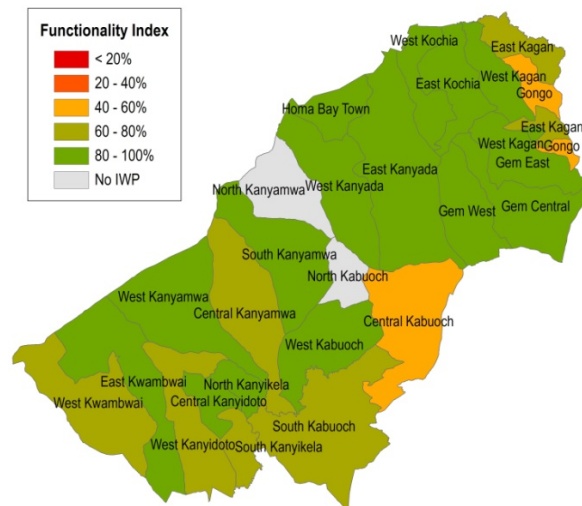 Functionality Index
< 20%
20 - 40%
40 - 60%
60 - 80%
80 - 100%
No IWP
West Kochia
East Kagan
East Kochia
West Kagan
Gongo
Homa Bay Town
East Kagan
West Kagan
Gongo
Gem East
East Kanyada
North Kanyamwa
West Kanyada
Gem West
Gem Central
South Kanyamwa
North Kabuoch
West Kanyamwa
Central Kanyamwa
Central Kabuoch
West Kabuoch
East Kwambwai
North Kanyikela
West Kwambwai
Central Kanyidoto
South Kabuoch
West Kanyidoto
South Kanyikela